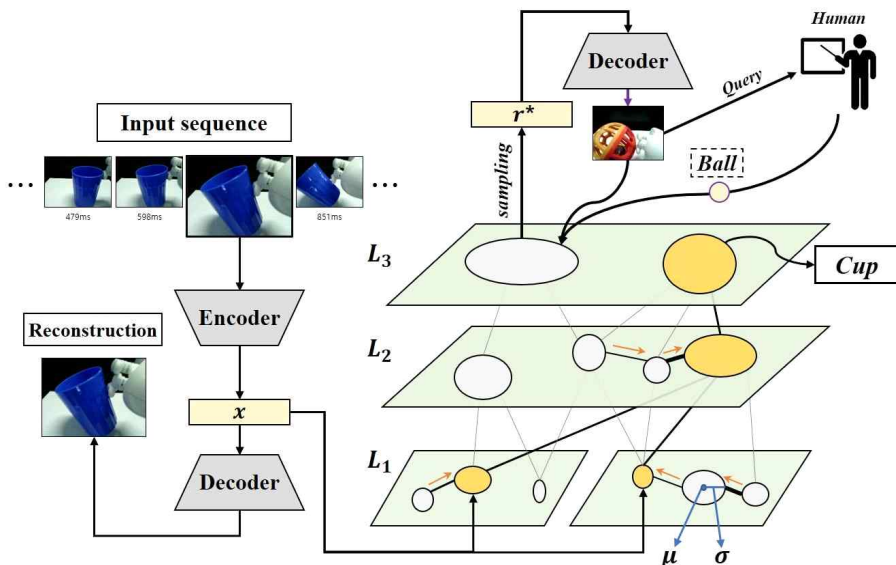 Human
Decoder
Query
r*
Input sequence
sampling
Ball
... ...
479ms 598ms 851ms
L3
Cup
Encoder
Reconstruction
L2
x
L1
Decoder
μ σ